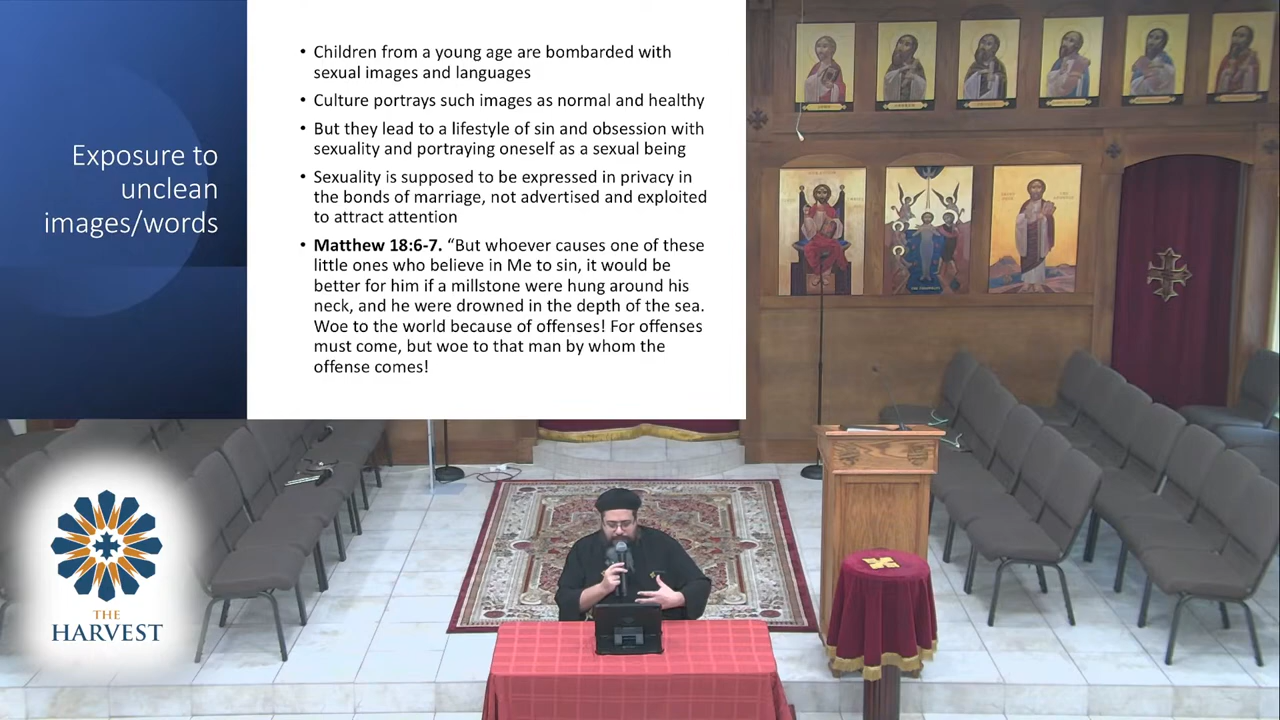 Exposure to
unclean
images/words
• Children from a young age are bombarded with
sexual images and languages
• Culture portrays such images as normal and healthy
• But they lead to a lifestyle of sin and obsession with
sexuality and portraying oneself as a sexual being
• Sexuality is supposed to be expressed in privacy in
the bonds of marriage, not advertised and exploited
to attract attention
• Matthew 18:6-7. “But whoever causes one of these
little ones who believe in Me to sin, it would be
better for him if a millstone were hung around his
neck, and he were drowned in the depth of the sea.
Woe to the world because of offenses! For offenses
must come, but woe to that man by whom the
offense comes!
THE
HARVEST